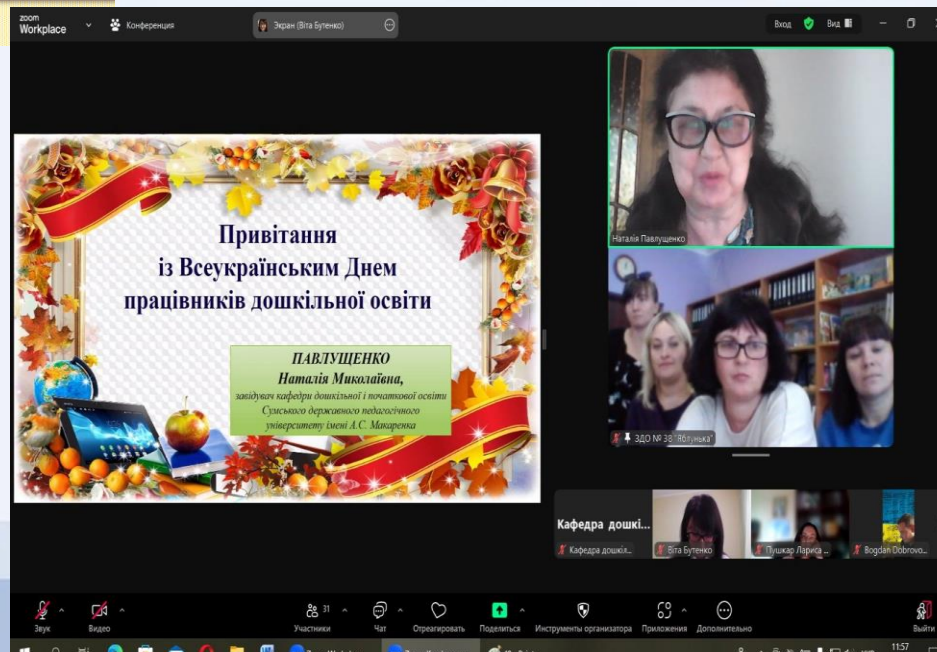 zoom
Workplace
Конференция
Экран (Віта Бутенко)
Вход
Вид
Привітання
із Всеукраїнським Днем
працівників дошкільної освіти
ПАВЛУЩЕНКО
Наталія Миколаївна,
завідувач кафедри дошкільної і початкової освіти
Сумського державного педагогічного
університету імені А.С. Макаренка
Наталія Павлущенко
ЗДО № 38 "Яблунька"
Кафедра дошкі...
Кафедра дошкіл...
Віта Бутенко
Пушкар Лариса ...
Bogdan Dobrovo...
Звук
Видео
31
Участники
Чат
Отреагировать
Поделиться
Инструменты организатора
Приложения
Дополнительно
Выйти
11:57